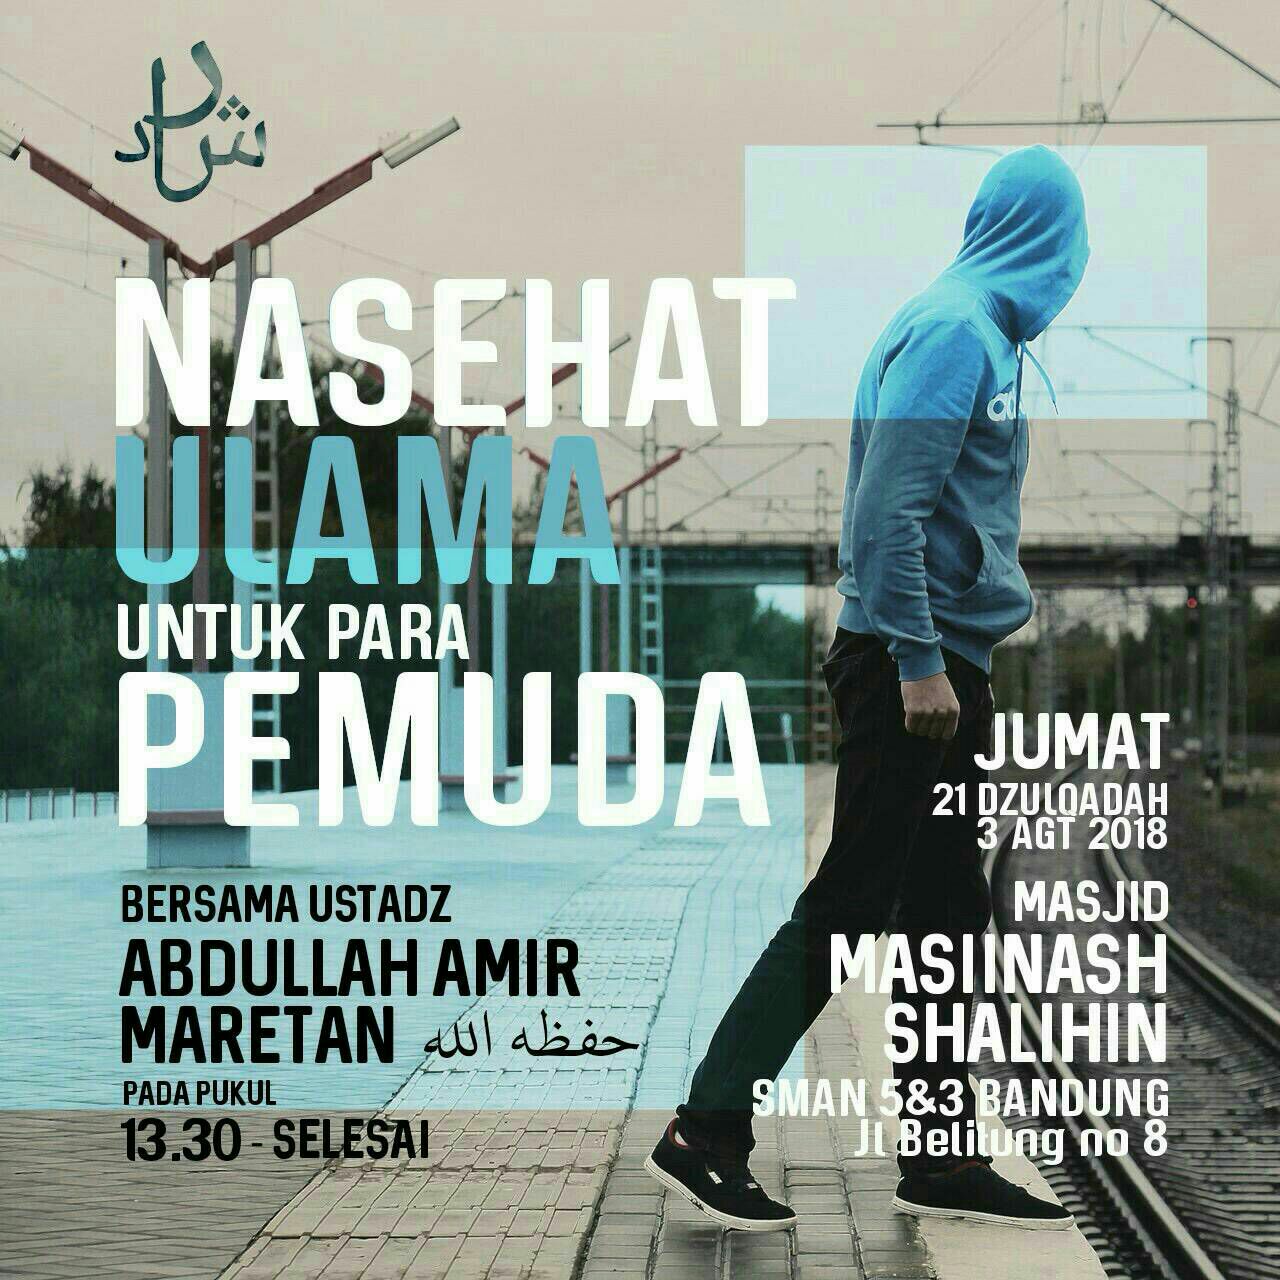 رشاد
NASEHAT
ULAMA
UNTUK PARA
PEMUDA
BERSAMA USTADZ
ABDULLAH AMIR
MARETAN حفظه الله
PADA PUKUL
13.30 - SELESAI
JUMAT
21 DZULQADAH
3 AGT 2018
MASJID
MASIINASH
SHALIHIN
SMAN 5&3 BANDUNG
Jl Belitung no 8